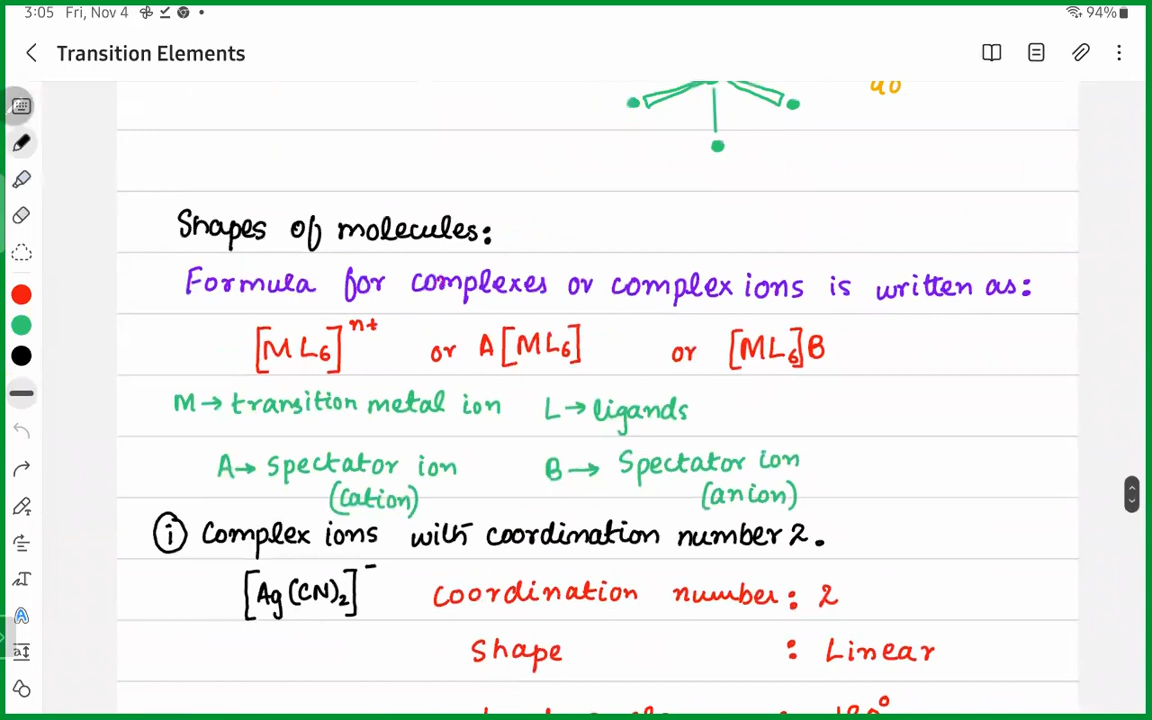 3:05 Fri, Nov 4
94%
Transition Elements
Shapes of molecules:
Formula for complexes or complex ions is written as:
[ML6]n+ or A[ML6] or [ML6]B
M→transition metal ion L→ligands
A→ Spectator ion B → Spectator ion
(cation) (anion)
i Complex ions with coordination number 2.
[Ag(CN)2]- Coordination number: 2
Shape : Linear